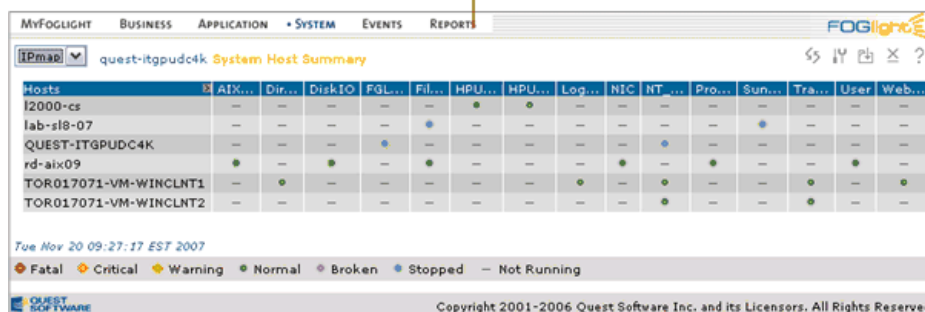 MYFOGLIGHT BUSINESS APPLICATION • SYSTEM EVENTS REPORTS FOGlight
IPmap quest-itgpudc4k System Host Summary ?
Hosts AIX... Dir... DiskIO FGL... Fil... HPU... HPU... Log... NIC NT_... Pro... Sun... Tra... User Web...
l2000-cs — — — — — — — — — — — — —
lab-sl8-07 — — — — — — — — — — — — —
QUEST-ITGPUDC4K — — — — — — — — — — — — —
rd-aix09 — — — — — — — — —
TOR017071-VM-WINCLNT1 — — — — — — — — — —
TOR017071-VM-WINCLNT2 — — — — — — — — — — — — —
Tue Nov 20 09:27:17 EST 2007
Fatal Critical Warning Normal Broken Stopped — Not Running
QUEST SOFTWARE Copyright 2001-2006 Quest Software Inc. and its Licensors. All Rights Reserve